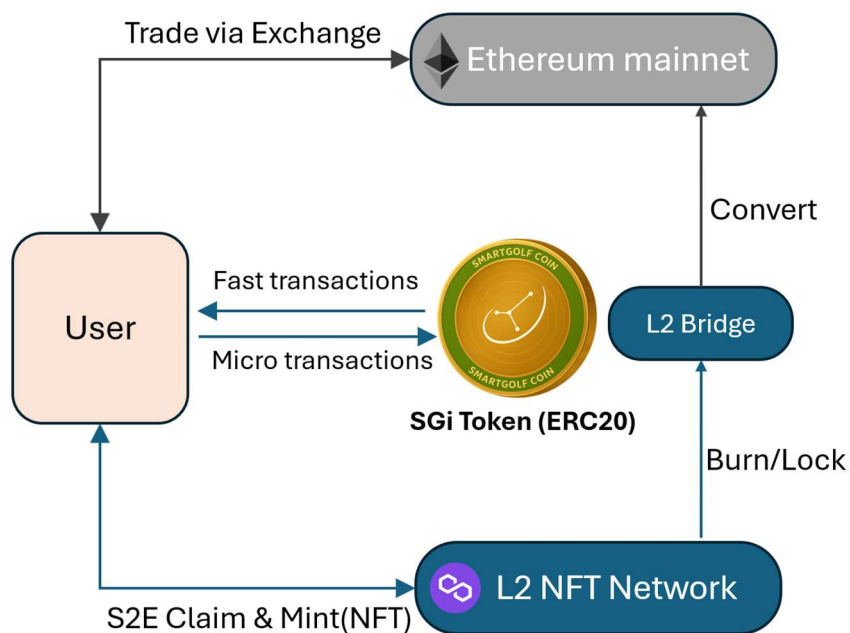 Trade via Exchange
Ethereum mainnet
Convert
Fast transactions
SMARTGOLF COIN
SMARTGOLF COIN
User
L2 Bridge
Micro transactions
SGi Token (ERC20)
Burn/Lock
L2 NFT Network
S2E Claim & Mint(NFT)